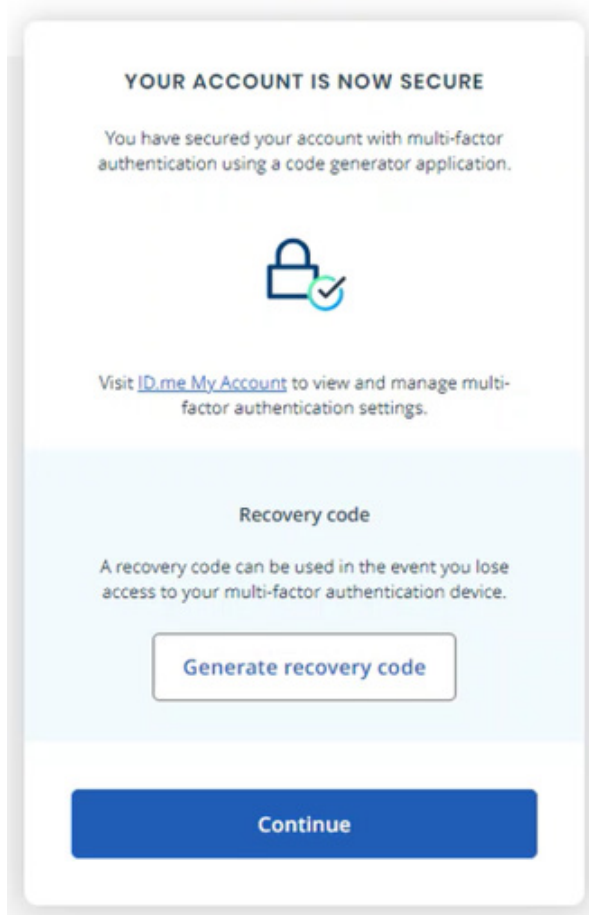 YOUR ACCOUNT IS NOW SECURE
You have secured your account with multi-factor
authentication using a code generator application.
Visit ID.me My Account to view and manage multi-
factor authentication settings.
Recovery code
A recovery code can be used in the event you lose
access to your multi-factor authentication device.
Generate recovery code
Continue